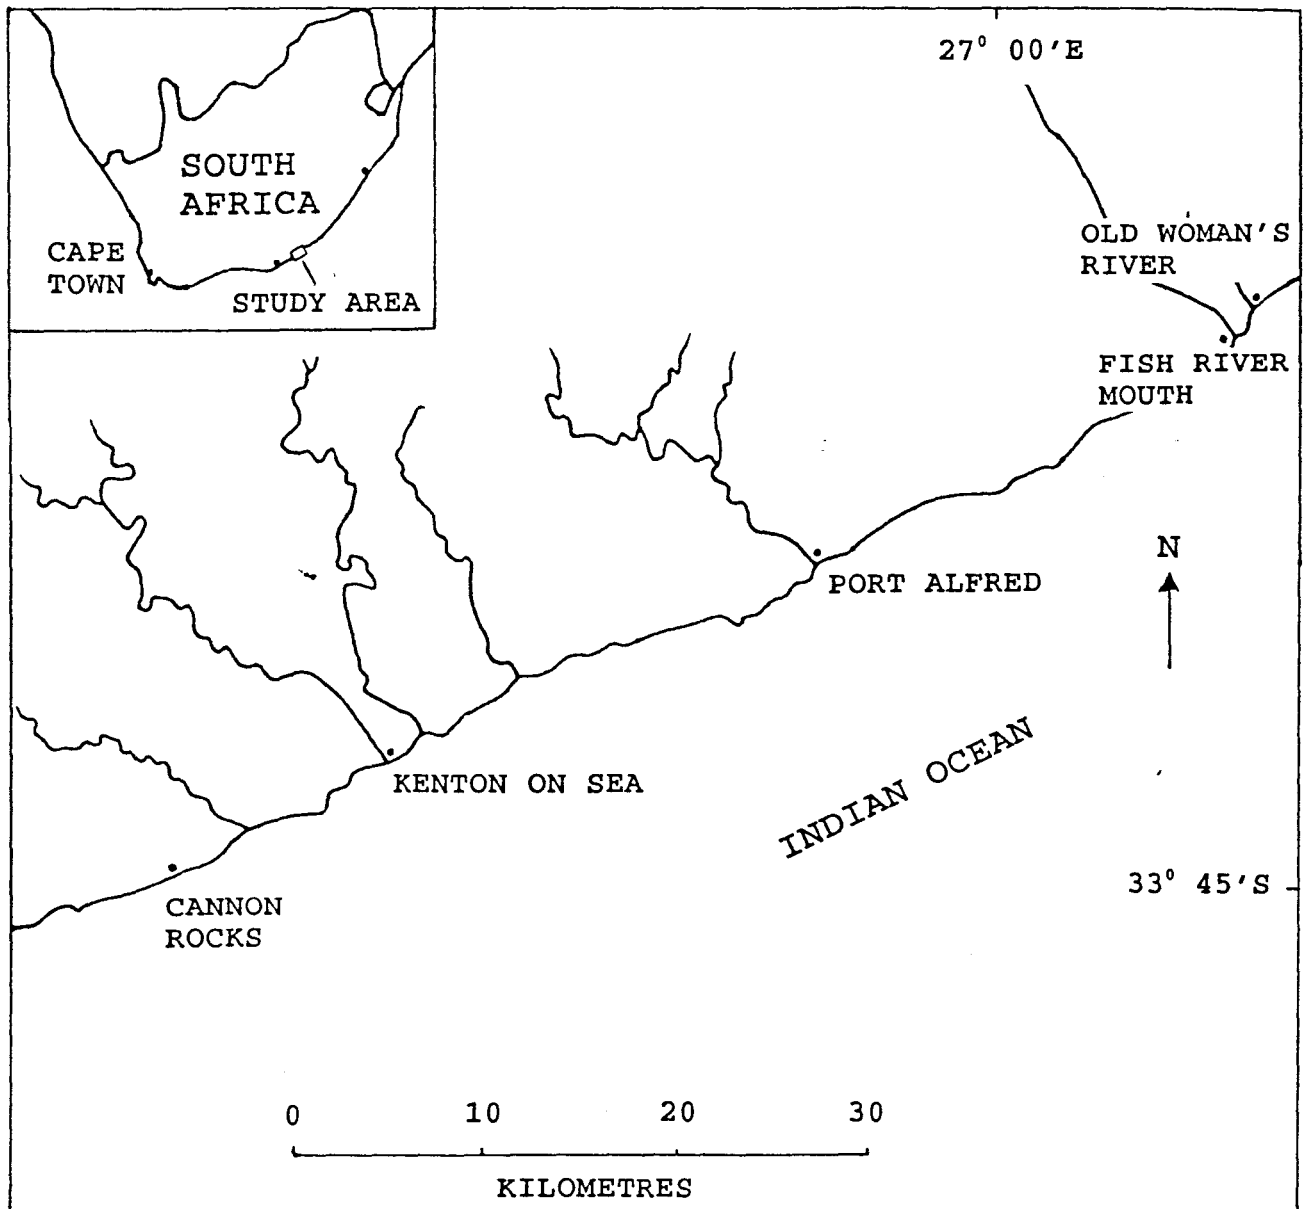 27° 00'E
SOUTH
AFRICA
CAPE
TOWN
STUDY AREA
OLD WOMAN'S
RIVER
FISH RIVER
MOUTH
N
PORT ALFRED
KENTON ON SEA
INDIAN OCEAN
33° 45'S
CANNON
ROCKS
0 10 20 30
KILOMETRES